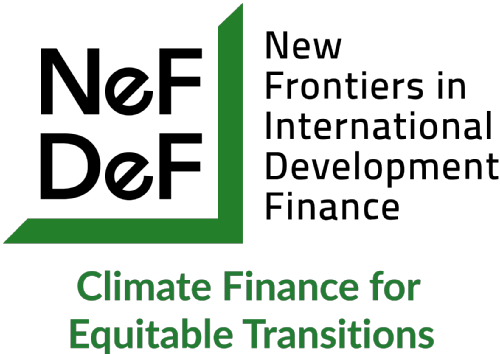 NeF
DeF
New
Frontiers in
International
Development
Finance
Climate Finance for
Equitable Transitions